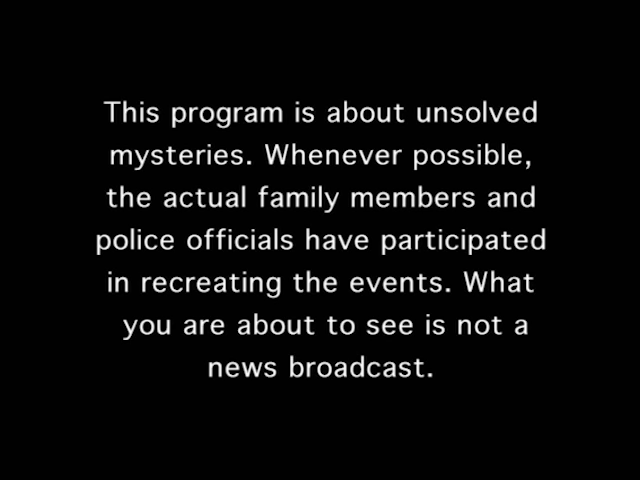 This program is about unsolved
mysteries. Whenever possible,
the actual family members and
police officials have participated
in recreating the events. What
you are about to see is not a
news broadcast.